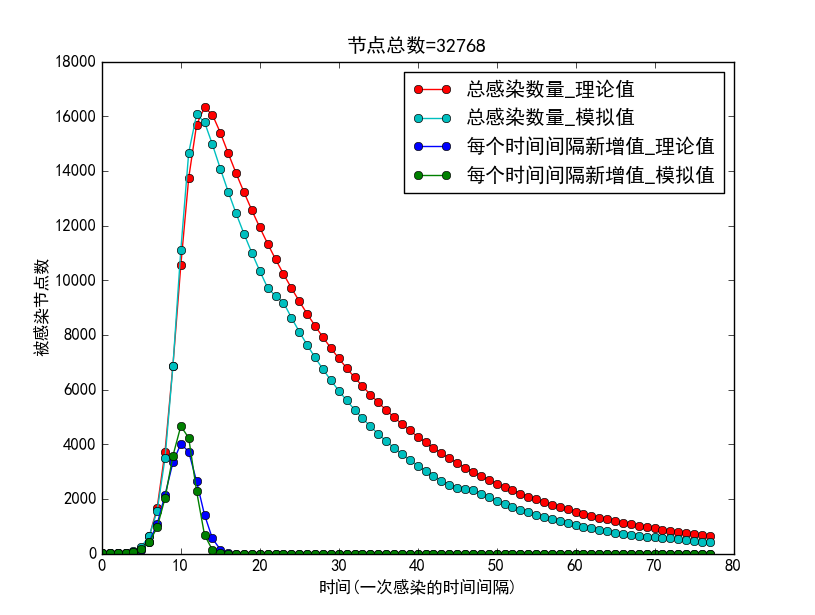 节点总数=32768
总感染数量_理论值
总感染数量_模拟值
每个时间间隔新增值_理论值
每个时间间隔新增值_模拟值
被感染节点数
18000
16000
14000
12000
10000
8000
6000
4000
2000
0
0 10 20 30 40 50 60 70 80
时间(一次感染的时间间隔)